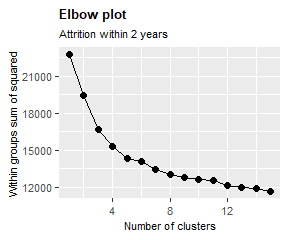 Elbow plot
Attrition within 2 years
Within groups sum of squared
21000
18000
15000
12000
4
8
12
Number of clusters